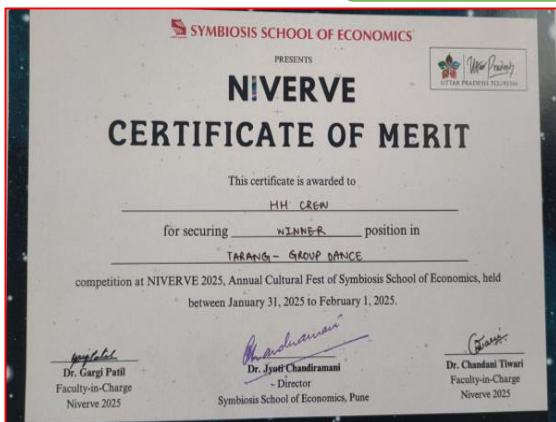 SYMBIOSIS SCHOOL OF ECONOMICS
PRESENTS
Uttar Pradesh
UTTAR PRADESH TOURISM
NIVERVE
CERTIFICATE OF MERIT
This certificate is awarded to
HH CREW
for securing WINNER position in
TARANG - GROUP DANCE
competition at NIVERVE 2025, Annual Cultural Fest of Symbiosis School of Economics, held
between January 31, 2025 to February 1, 2025.
Dr. Gargi Patil
Faculty-in-Charge
Niverve 2025
Dr. Jyoti Chandiramani
- Director
Symbiosis School of Economics, Pune
Dr. Chandani Tiwari
Faculty-in-Charge
Niverve 2025